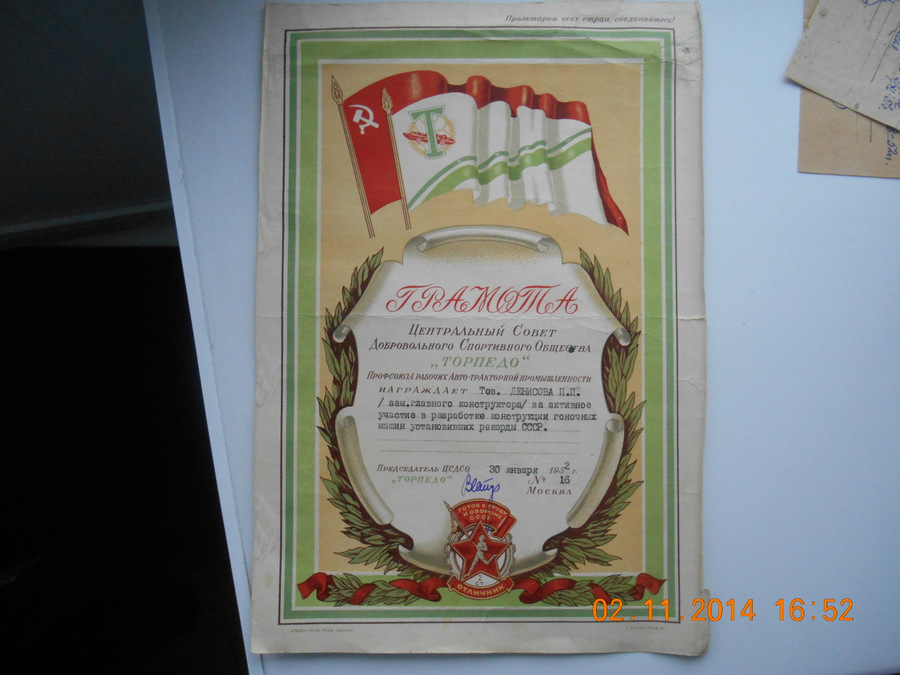 Пролетарии всех стран, соединяйтесь!
Т
ГРАМОТА
Центральный Совет
Добровольного Спортивного Общества
„ТОРПЕДО“
Профсоюза рабочих Авто-тракторной промышленности
НАГРАЖДАЕТ Тов. ДЕНИСОВА П.П.
/ зам.главного конструктора/ за активное
участие в разработке конструкции гоночных
машин установивших рекорды СССР.
Председатель ЦСДСО
„ТОРПЕДО“
30 января 1952 г.
№ 16
Москва
ГОТОВ К ТРУДУ
И ОБОРОНЕ
СССР
2
СТ
ОТЛИЧНИК
02.11.2014 16:52